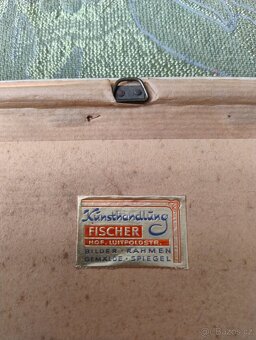 Kunsthandlung
FISCHER
HOF. LUITPOLDSTR.
BILDER · RAHMEN
GEMÄLDE · SPIEGEL